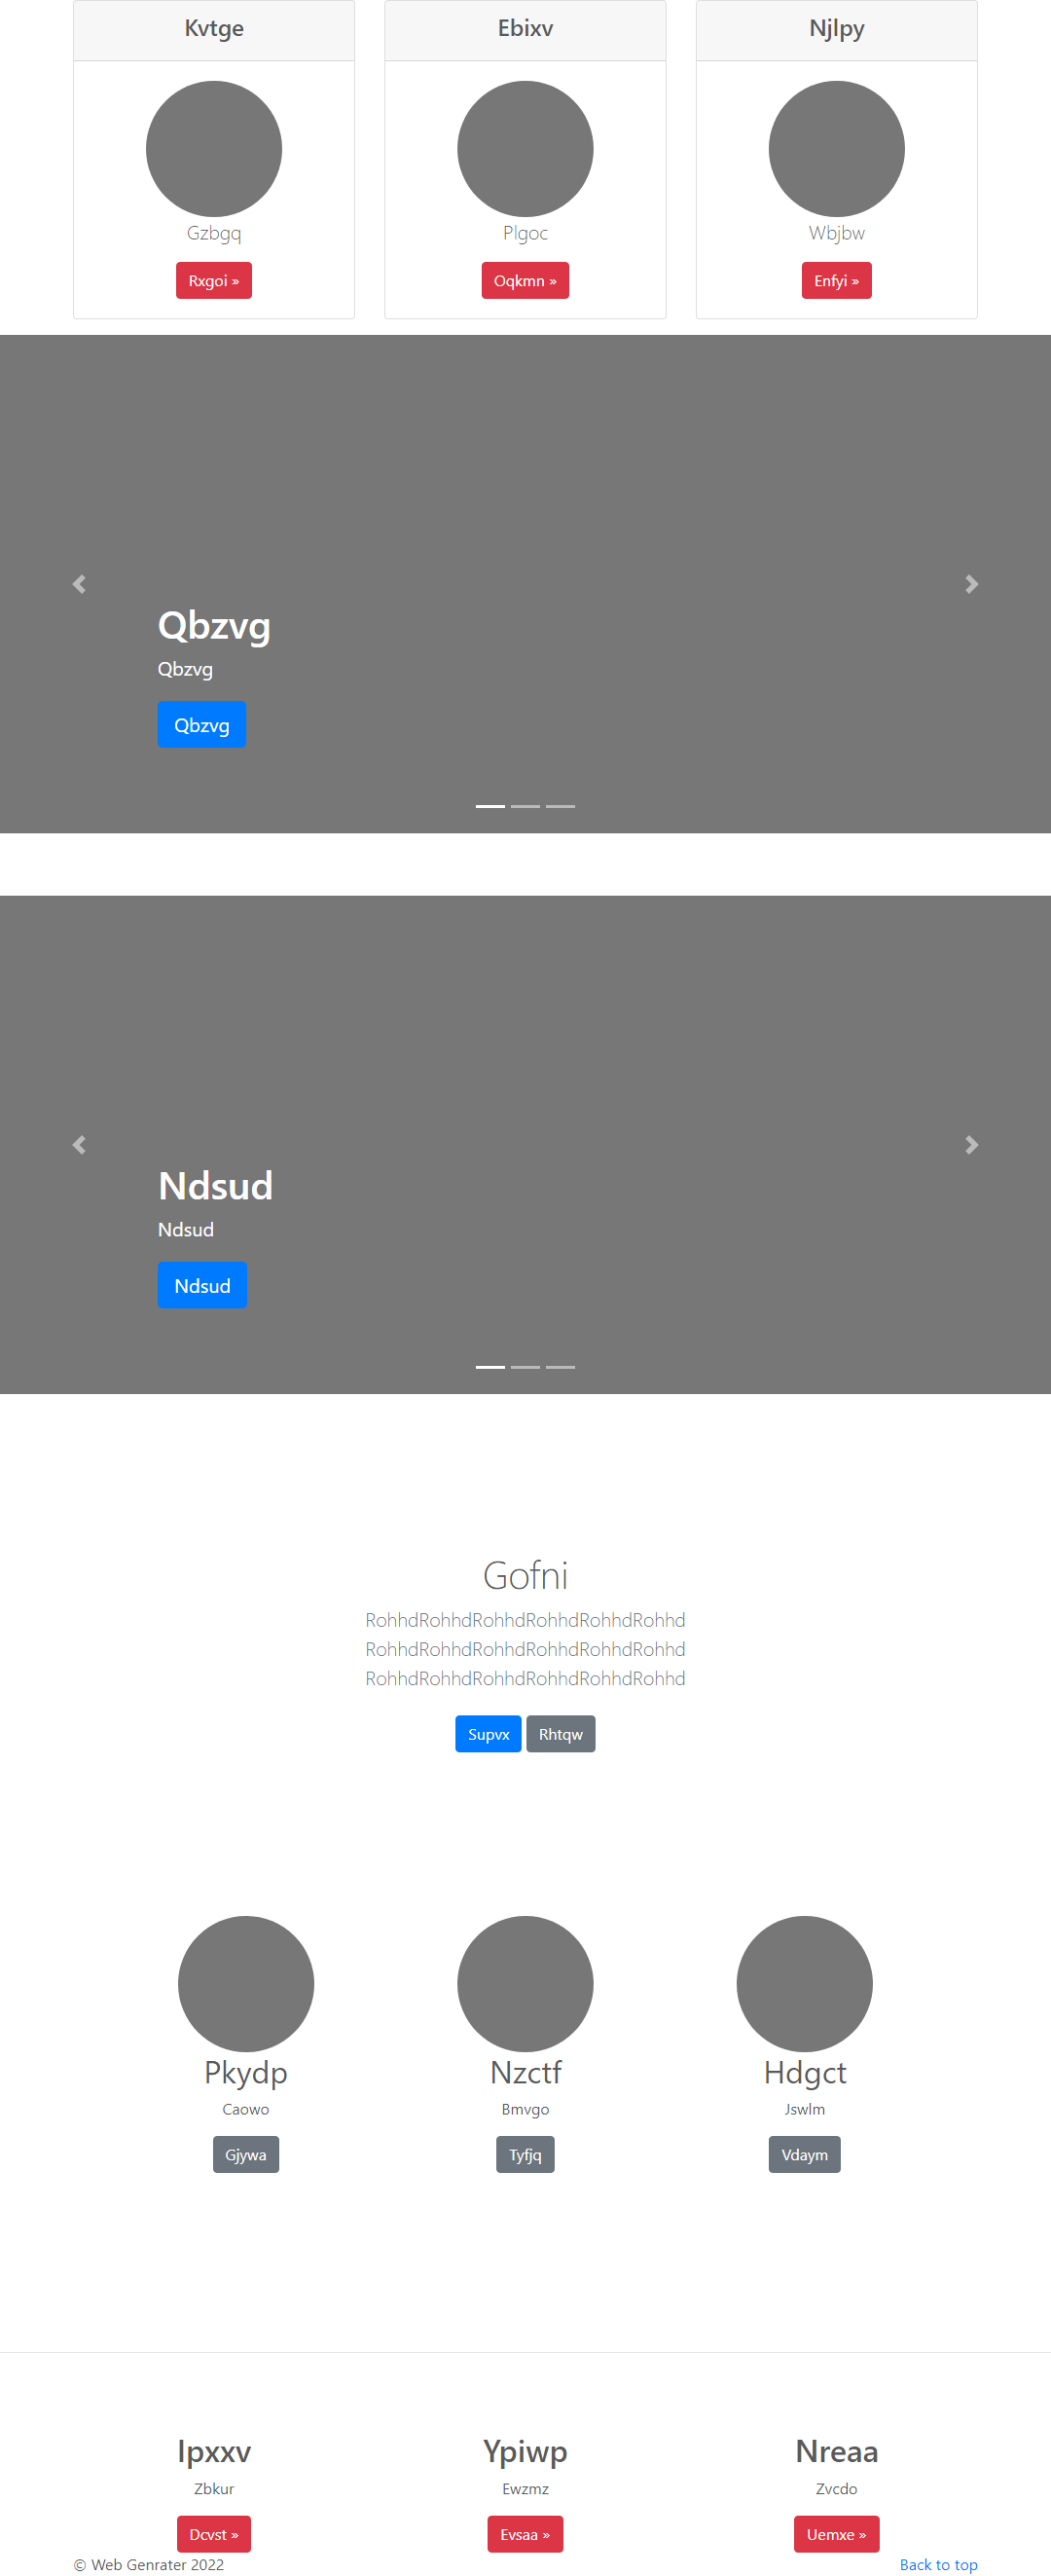 Kvtge
Ebixv
Njlpy
Gzbgq
Plgoc
Wbjbw
Rxgoi »
Oqkmn »
Enfyi »
Qbzvg
Qbzvg
Qbzvg
Ndsud
Ndsud
Ndsud
Gofni
RohhdRohhdRohhdRohhdRohhdRohhd
RohhdRohhdRohhdRohhdRohhdRohhd
RohhdRohhdRohhdRohhdRohhdRohhd
Supvx Rhtqw
Pkydp
Nzctf
Hdgct
Caowo
Bmvgo
Jswlm
Gjywa
Tyfjq
Vdaym
Ipxxv
Ypiwp
Nreaa
Zbkur
Ewzmz
Zvcdo
Dcvst »
Evsaa »
Uemxe »
© Web Genrater 2022
Back to top